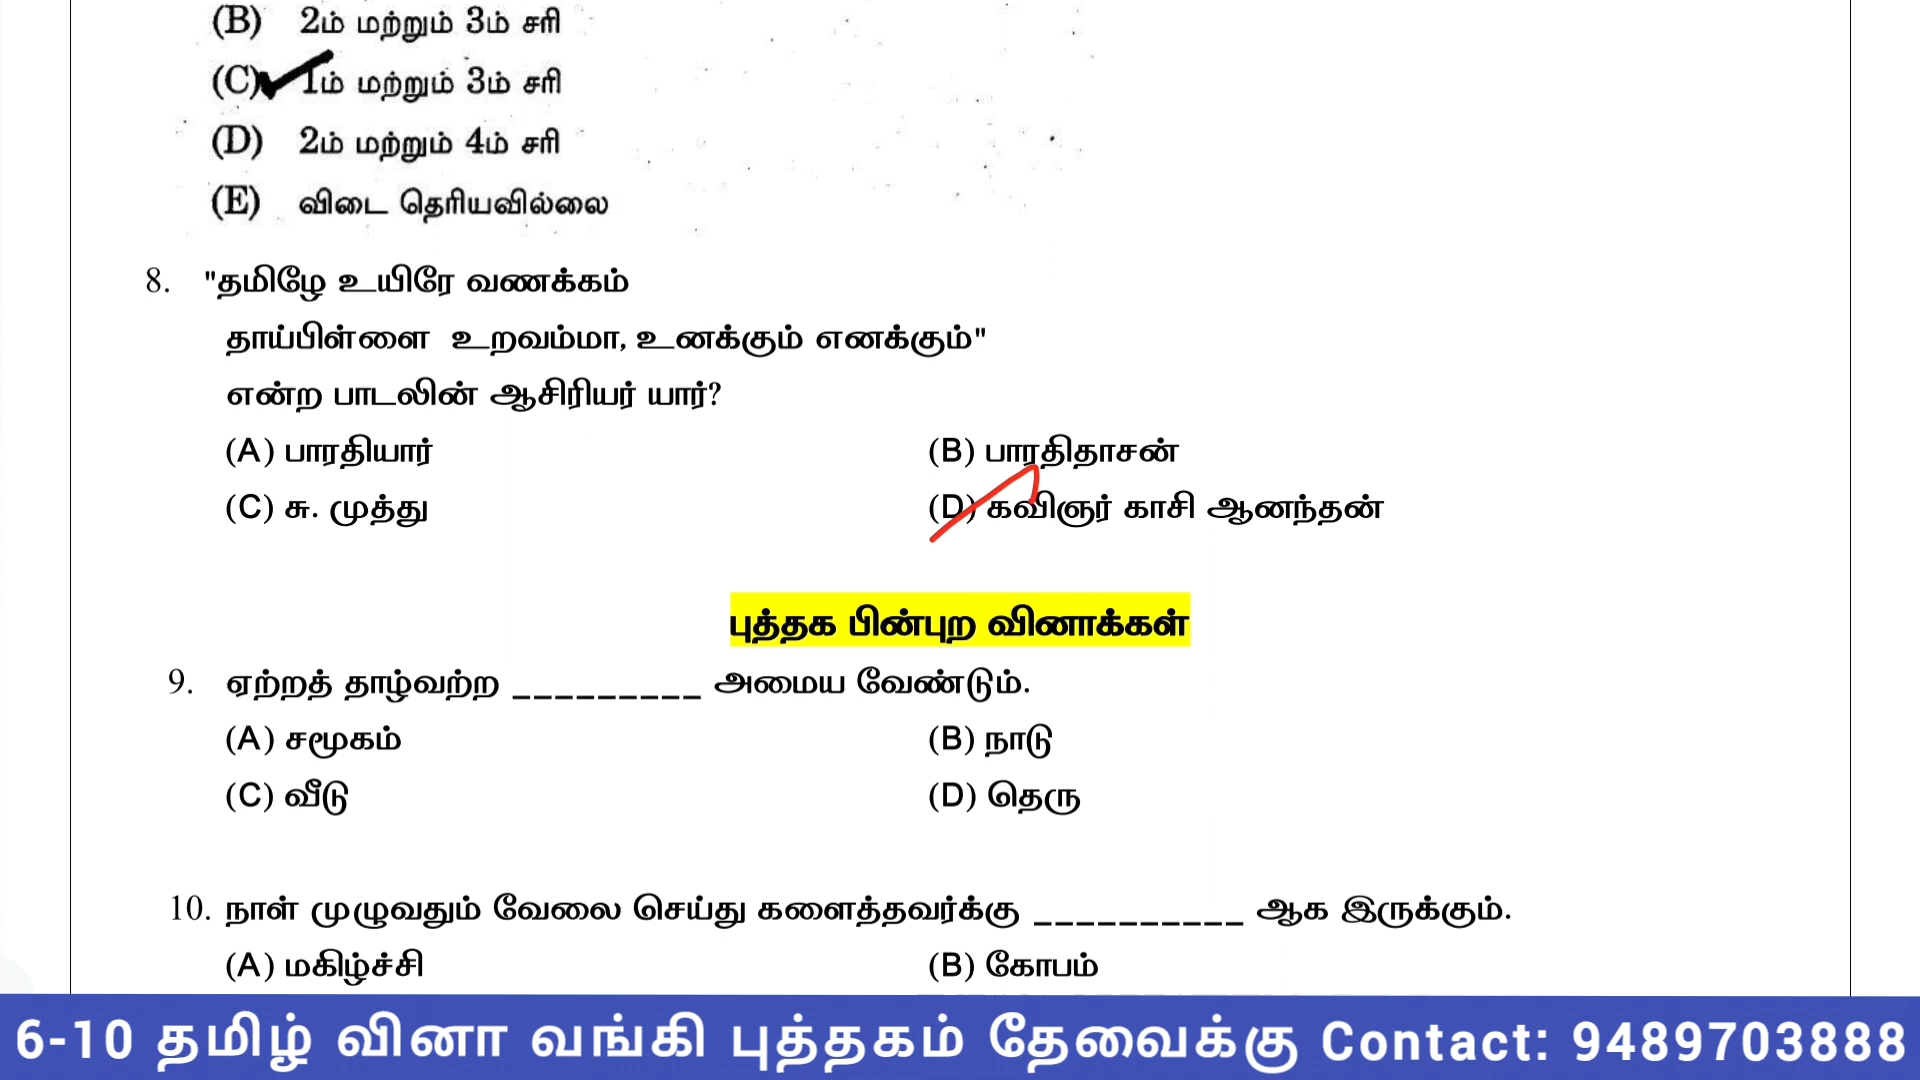 (B) 2ம் மற்றும் 3ம் சரி
(C) 1ம் மற்றும் 3ம் சரி
(D) 2ம் மற்றும் 4ம் சரி
(E) விடை தெரியவில்லை
8. "தமிழே உயிரே வணக்கம்
தாய்பிள்ளை உறவம்மா, உனக்கும் எனக்கும்"
என்ற பாடலின் ஆசிரியர் யார்?
(A) பாரதியார் (B) பாரதிதாசன்
(C) சு. முத்து (D) கவிஞர் காசி ஆனந்தன்
புத்தக பின்புற வினாக்கள்
9. ஏற்றத் தாழ்வற்ற _________ அமைய வேண்டும்.
(A) சமூகம் (B) நாடு
(C) வீடு (D) தெரு
10. நாள் முழுவதும் வேலை செய்து களைத்தவர்க்கு __________ ஆக இருக்கும்.
(A) மகிழ்ச்சி (B) கோபம்
6-10 தமிழ் வினா வங்கி புத்தகம் தேவைக்கு Contact: 9489703888